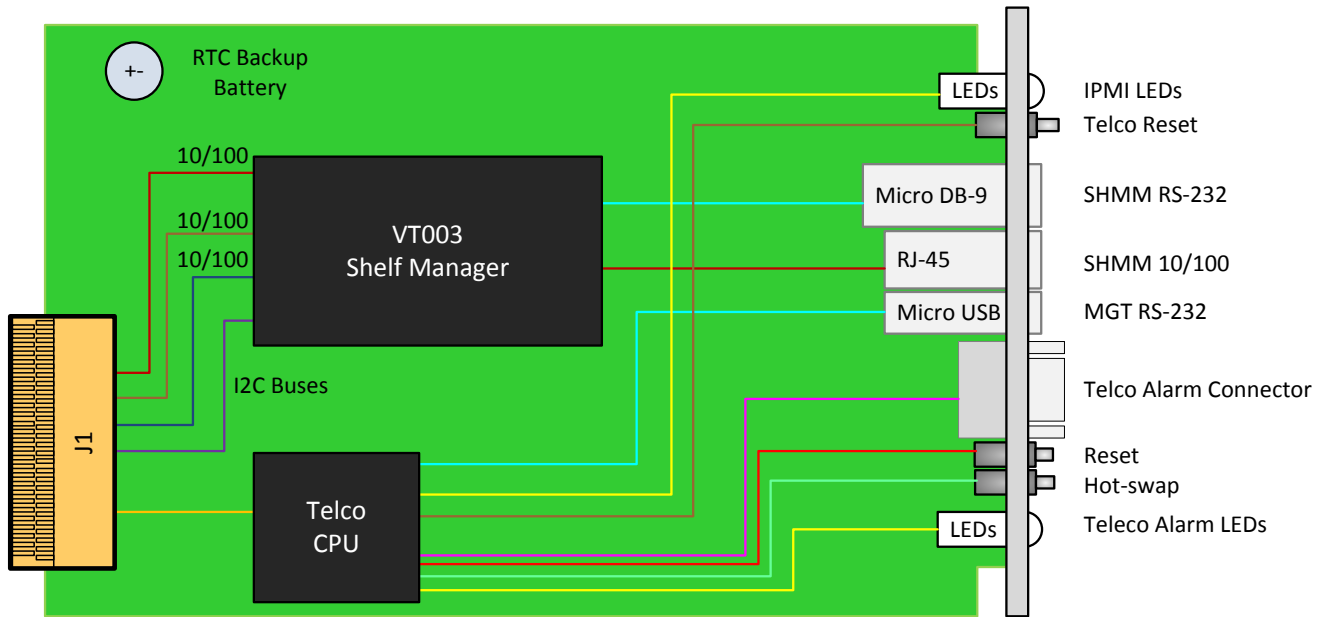 +-
RTC Backup
Battery
LEDs
IPMI LEDs
Telco Reset
10/100
10/100
10/100
VT003
Shelf Manager
Micro DB-9
SHMM RS-232
RJ-45
SHMM 10/100
Micro USB
MGT RS-232
I2C Buses
Telco Alarm Connector
J1
Reset
Hot-swap
Telco
CPU
LEDs
Teleco Alarm LEDs